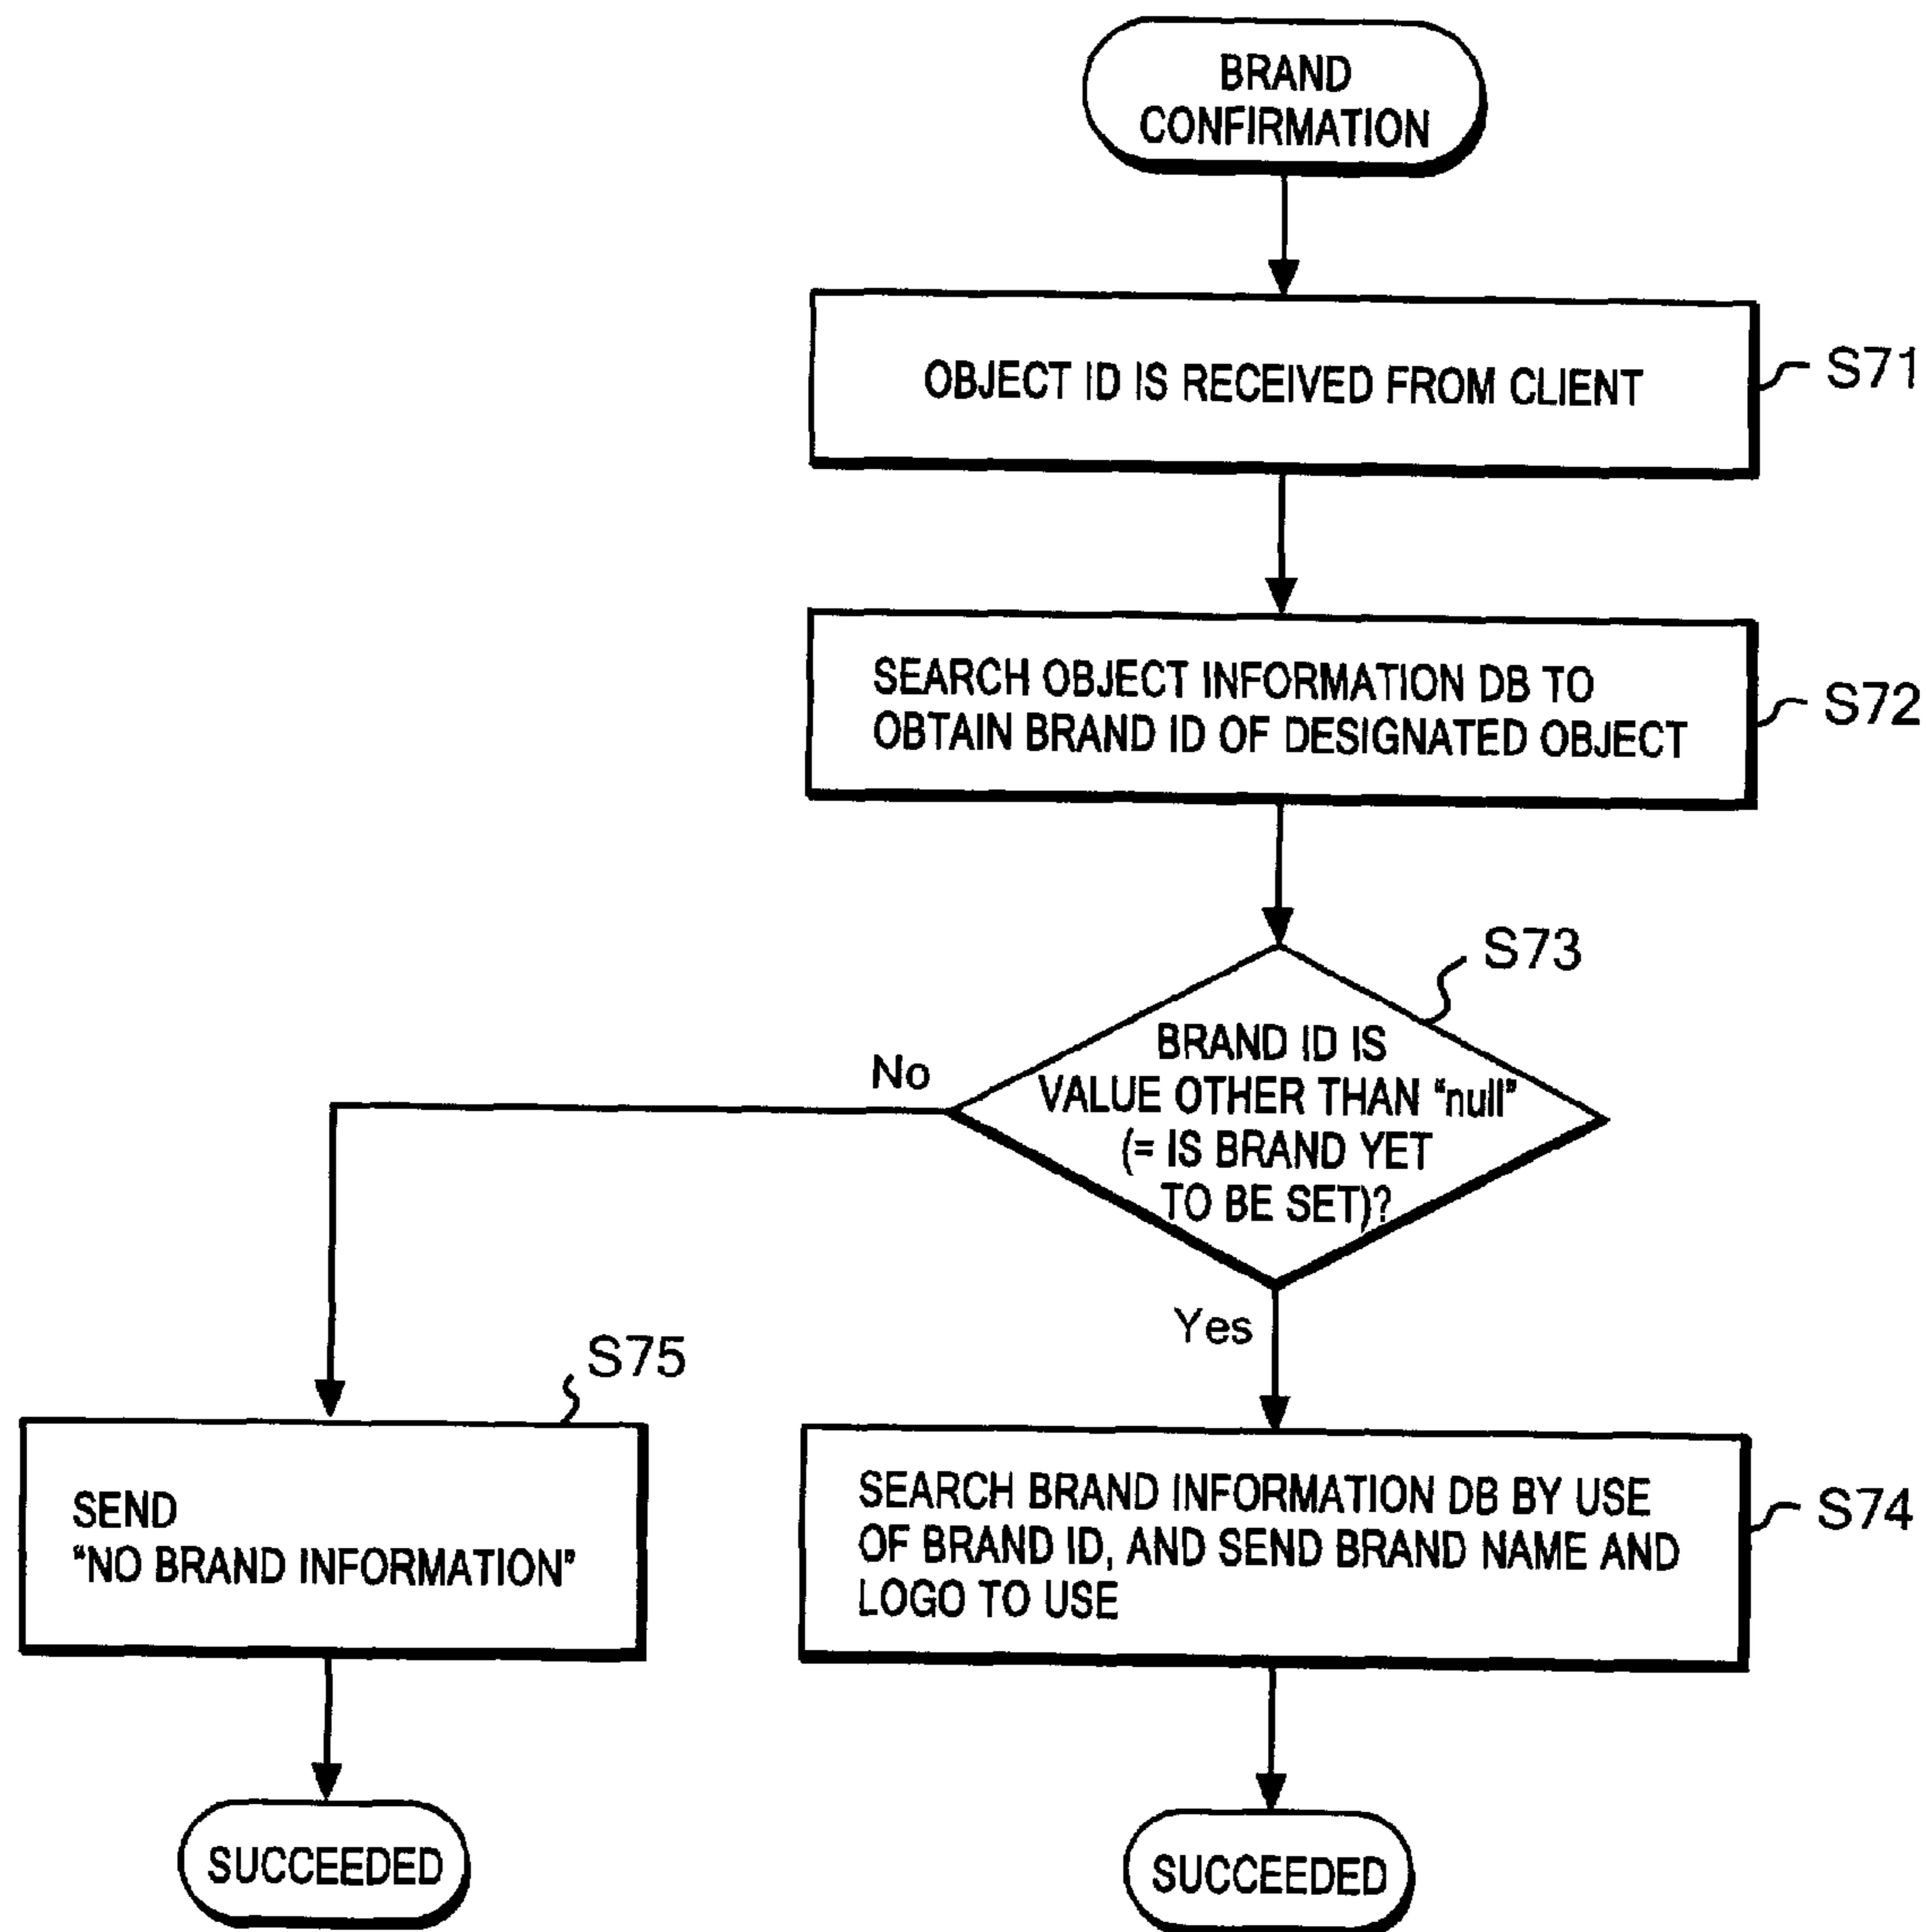 BRAND
CONFIRMATION
OBJECT ID IS RECEIVED FROM CLIENT
S71
SEARCH OBJECT INFORMATION DB TO
OBTAIN BRAND ID OF DESIGNATED OBJECT
S72
S73
BRAND ID IS
VALUE OTHER THAN "null"
(= IS BRAND YET
TO BE SET)?
No
Yes
S75
SEND
"NO BRAND INFORMATION"
SEARCH BRAND INFORMATION DB BY USE
OF BRAND ID, AND SEND BRAND NAME AND
LOGO TO USE
S74
SUCCEEDED
SUCCEEDED